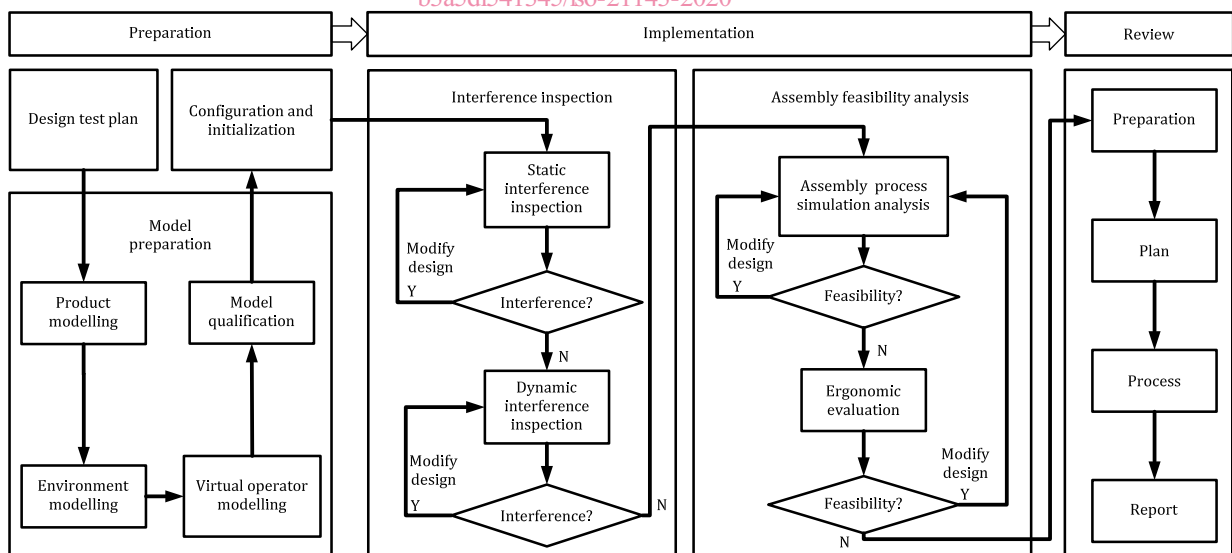 Preparation
Implementation
Review
Design test plan
Configuration and
initialization
Model
preparation
Product
modelling
Model
qualification
Environment
modelling
Virtual operator
modelling
Interference inspection
Static
interference
inspection
Modify
design
Y
Interference?
N
Dynamic
interference
inspection
Modify
design
Y
Interference?
N
Assembly feasibility analysis
Assembly process
simulation analysis
Modify
design
Y
Feasibility?
N
Ergonomic
evaluation
Modify
design
Y
Feasibility?
N
Preparation
Plan
Process
Report